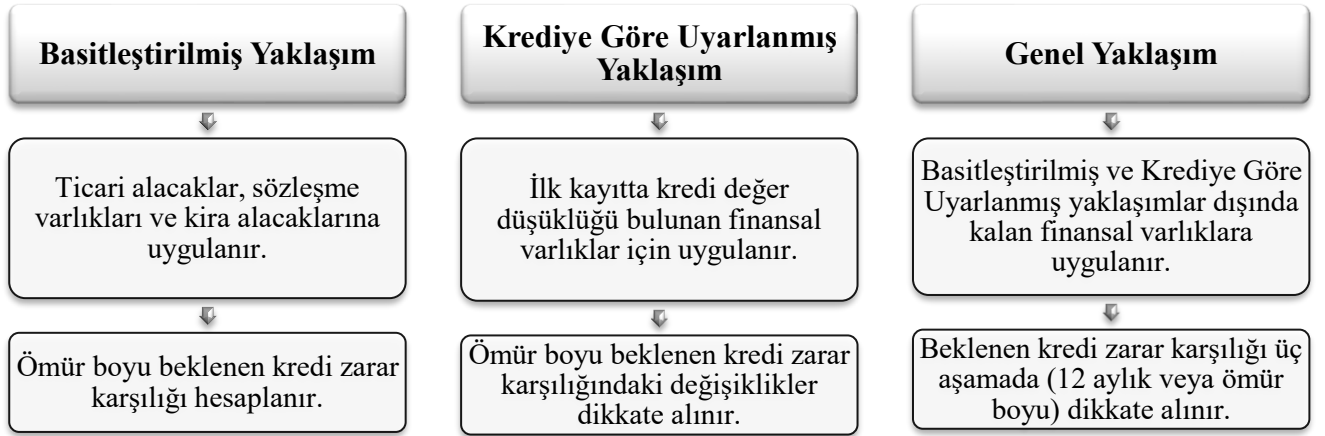 Basitleştirilmiş Yaklaşım
Ticari alacaklar, sözleşme
varlıkları ve kira alacaklarına
uygulanır.
Ömür boyu beklenen kredi zarar
karşılığı hesaplanır.
Krediye Göre Uyarlanmış
Yaklaşım
İlk kayıtta kredi değer
düşüklüğü bulunan finansal
varlıklar için uygulanır.
Ömür boyu beklenen kredi zarar
karşılığındaki değişiklikler
dikkate alınır.
Genel Yaklaşım
Basitleştirilmiş ve Krediye Göre
Uyarlanmış yaklaşımlar dışında
kalan finansal varlıklara
uygulanır.
Beklenen kredi zarar karşılığı üç
aşamada (12 aylık veya ömür
boyu) dikkate alınır.